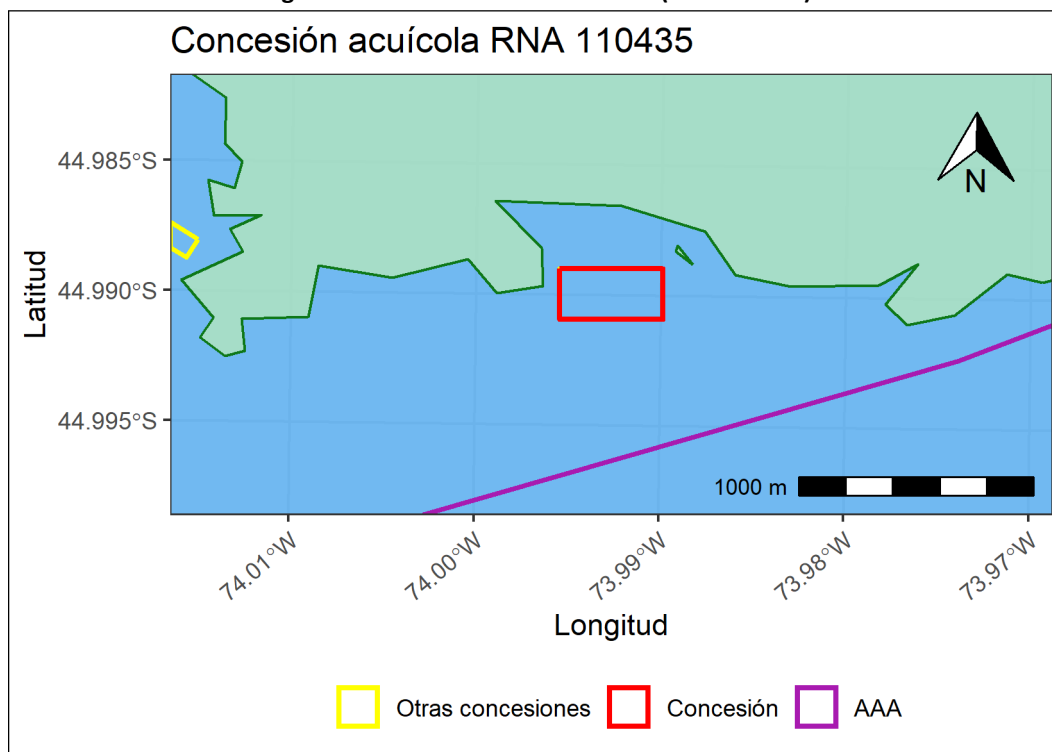 Concesión acuícola RNA 110435
44.985°S
44.990°S
44.995°S
Latitud
N
1000 m
74.01°W
74.00°W
73.99°W
73.98°W
73.97°W
Longitud
Otras concesiones
Concesión
AAA